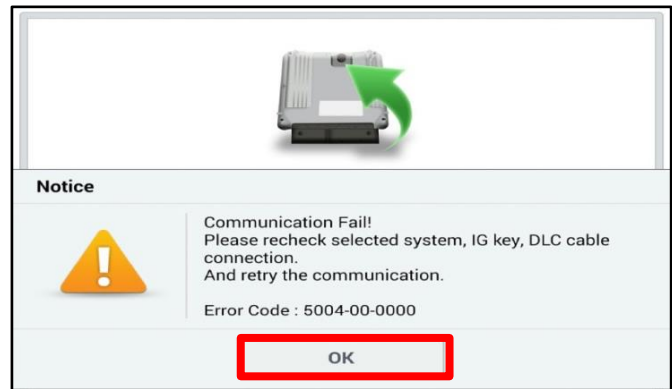 Notice
Communication Fail!
Please recheck selected system, IG key, DLC cable
connection.
And retry the communication.
Error Code : 5004-00-0000
OK